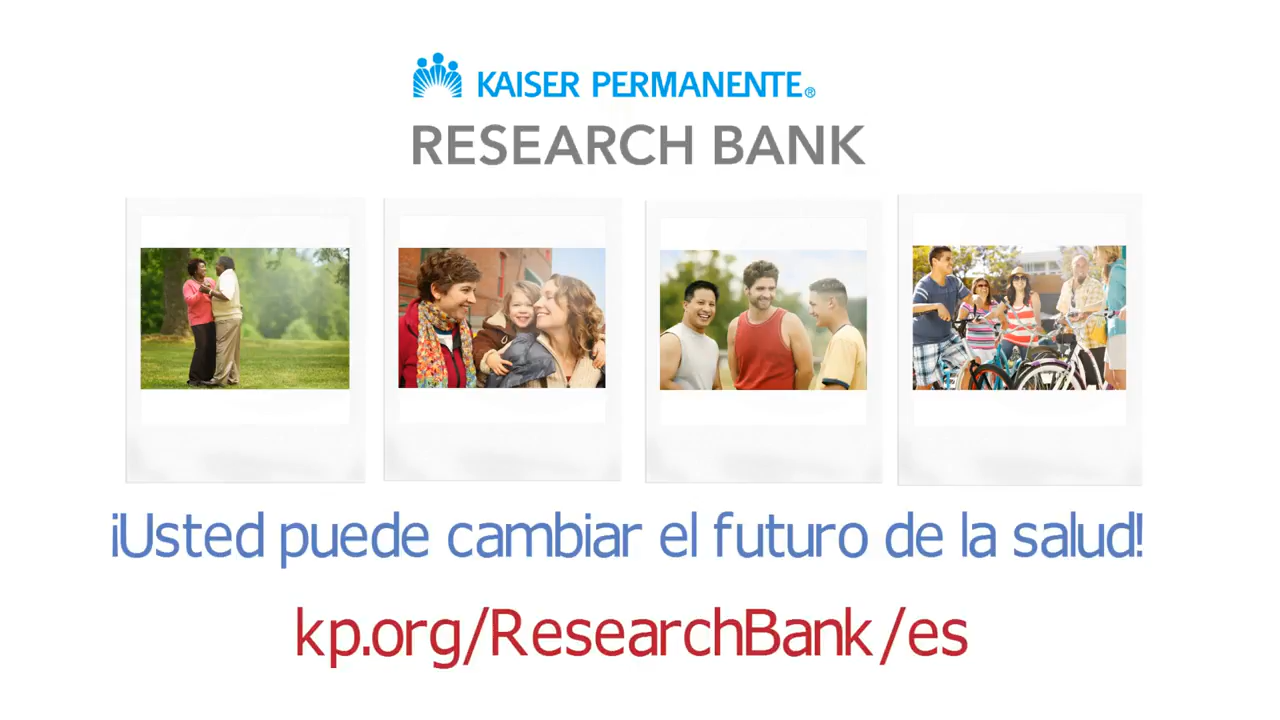 KAISER PERMANENTE®
RESEARCH BANK
¡Usted puede cambiar el futuro de la salud!
kp.org/ResearchBank/es